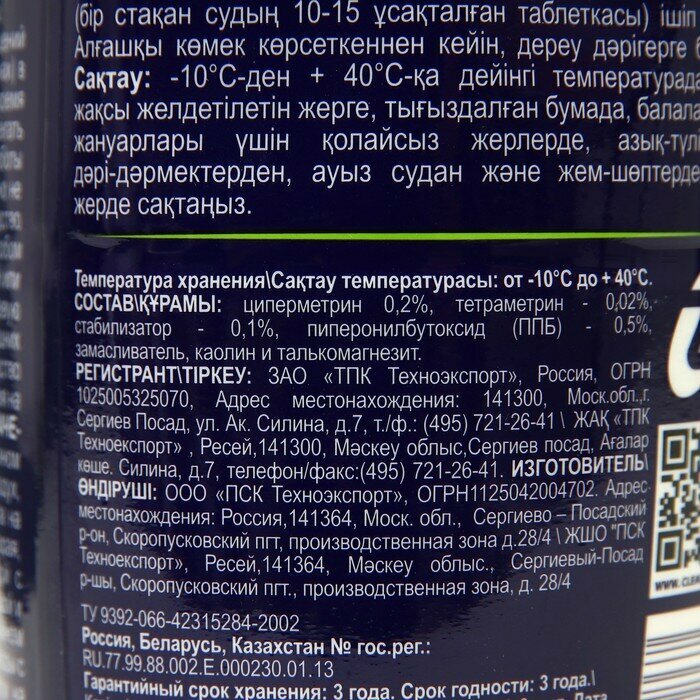 (бір стақан судың 10-15 ұсақталған таблеткасы) ішіп
Алғашқы көмек көрсеткеннен кейін, дереу дәрігерге
Сақтау: -10°С-ден + 40°С-қа дейінгі температурад
жақсы желдетілетін жерге, тығыздалған бумада, балала
жануарлары үшін қолайсыз жерлерде, азық-түлі
дәрі-дәрмектерден, ауыз судан және жем-шөптерде
жерде сақтаңыз.
Температура хранения\Сақтау температурасы: от -10°С до + 40°С.
СОСТАВ\ҚҰРАМЫ: циперметрин 0,2%, тетраметрин - 0,02%,
стабилизатор - 0,1%, пиперонилбутоксид (ППБ) - 0,5%,
замасливатель, каолин и талькомагнезит.
РЕГИСТРАНТ\ТІРКЕУ: ЗАО «ТПК Техноэкспорт», Россия, ОГРН
1025005325070, Адрес местонахождения: 141300, Моск.обл.,г.
Сергиев Посад, ул. Ак. Силина, д.7, т./ф.: (495) 721-26-41 \ ЖАҚ «ТПК
Техноэкспорт» , Ресей,141300, Мәскеу облыс,Сергиев посад, Ағалар
көше. Силина, д.7, телефон/факс:(495) 721-26-41. ИЗГОТОВИТЕЛЬ\
ӨНДІРУШІ: ООО «ПСК Техноэкспорт», ОГРН1125042004702. Адрес
местонахождения: Россия,141364, Моск. обл., Сергиево – Посадский
р-он, Скоропусковский пгт, производственная зона д.28/4 \ ЖШО "ПСК
Техноэкспорт», Ресей,141364, Мәскеу облыс., Сергиевый-Посад
р-шы, Скоропусковский пгт., производственная зона, д. 28/4
ТУ 9392-066-42315284-2002
Россия, Беларусь, Казахстан № гос.рег.:
RU.77.99.88.002.Е.000230.01.13
Гарантийный срок хранения: 3 года. Срок годности: 3 года.\